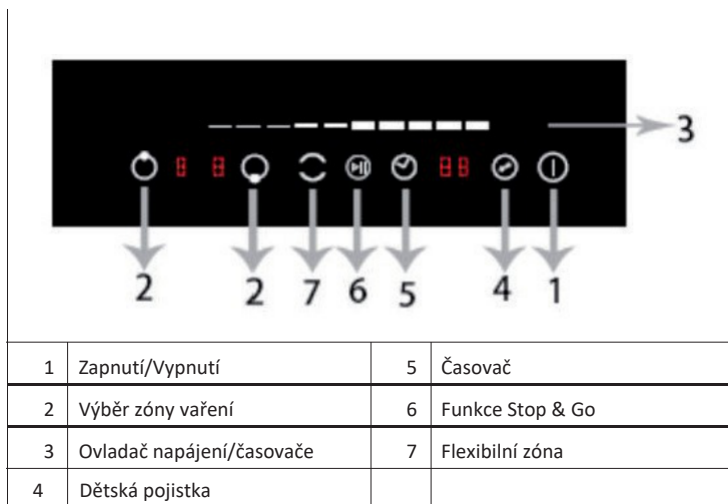 3
2 2 7 6 5 4 1
1 Zapnutí/Vypnutí 5 Časovač
2 Výběr zóny vaření 6 Funkce Stop & Go
3 Ovladač napájení/časovače 7 Flexibilní zóna
4 Dětská pojistka